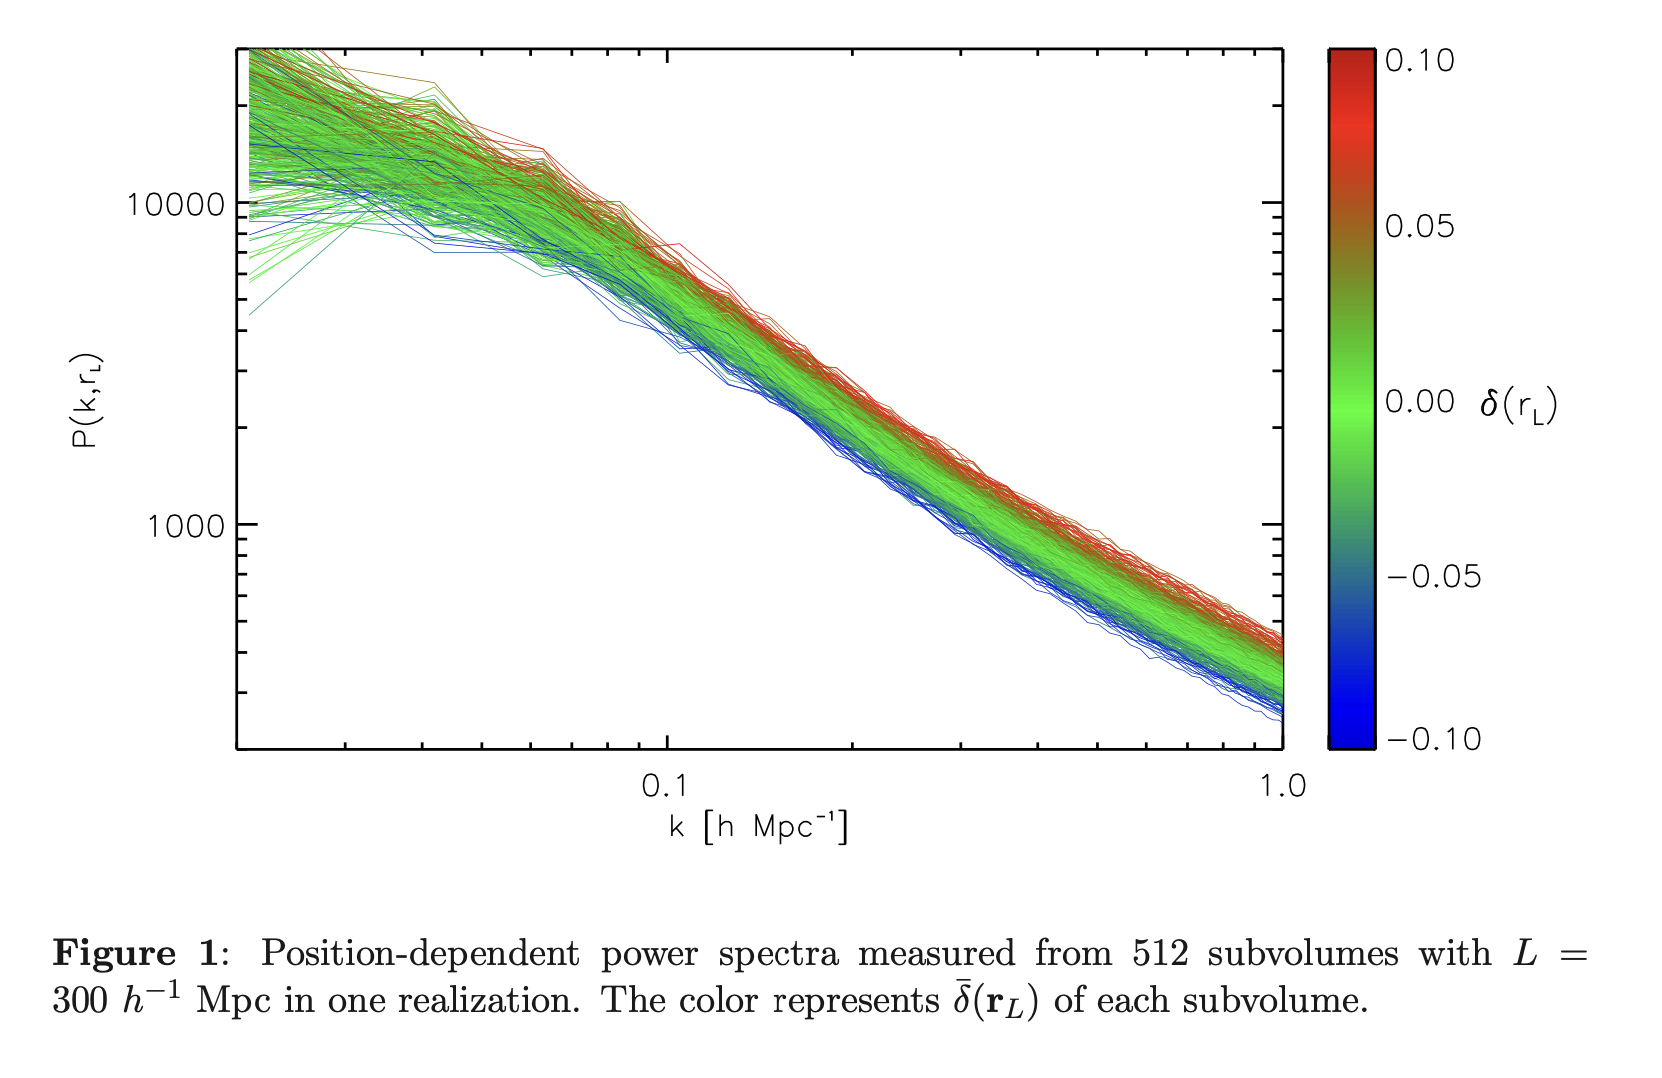 10000
1000
P(k,r_L)
0.1
1.0
k [h Mpc⁻¹]
0.10
0.05
0.00
−0.05
−0.10
δ(r_L)
Figure 1: Position-dependent power spectra measured from 512 subvolumes with L =
300 h⁻¹ Mpc in one realization. The color represents δ̄(r_L) of each subvolume.